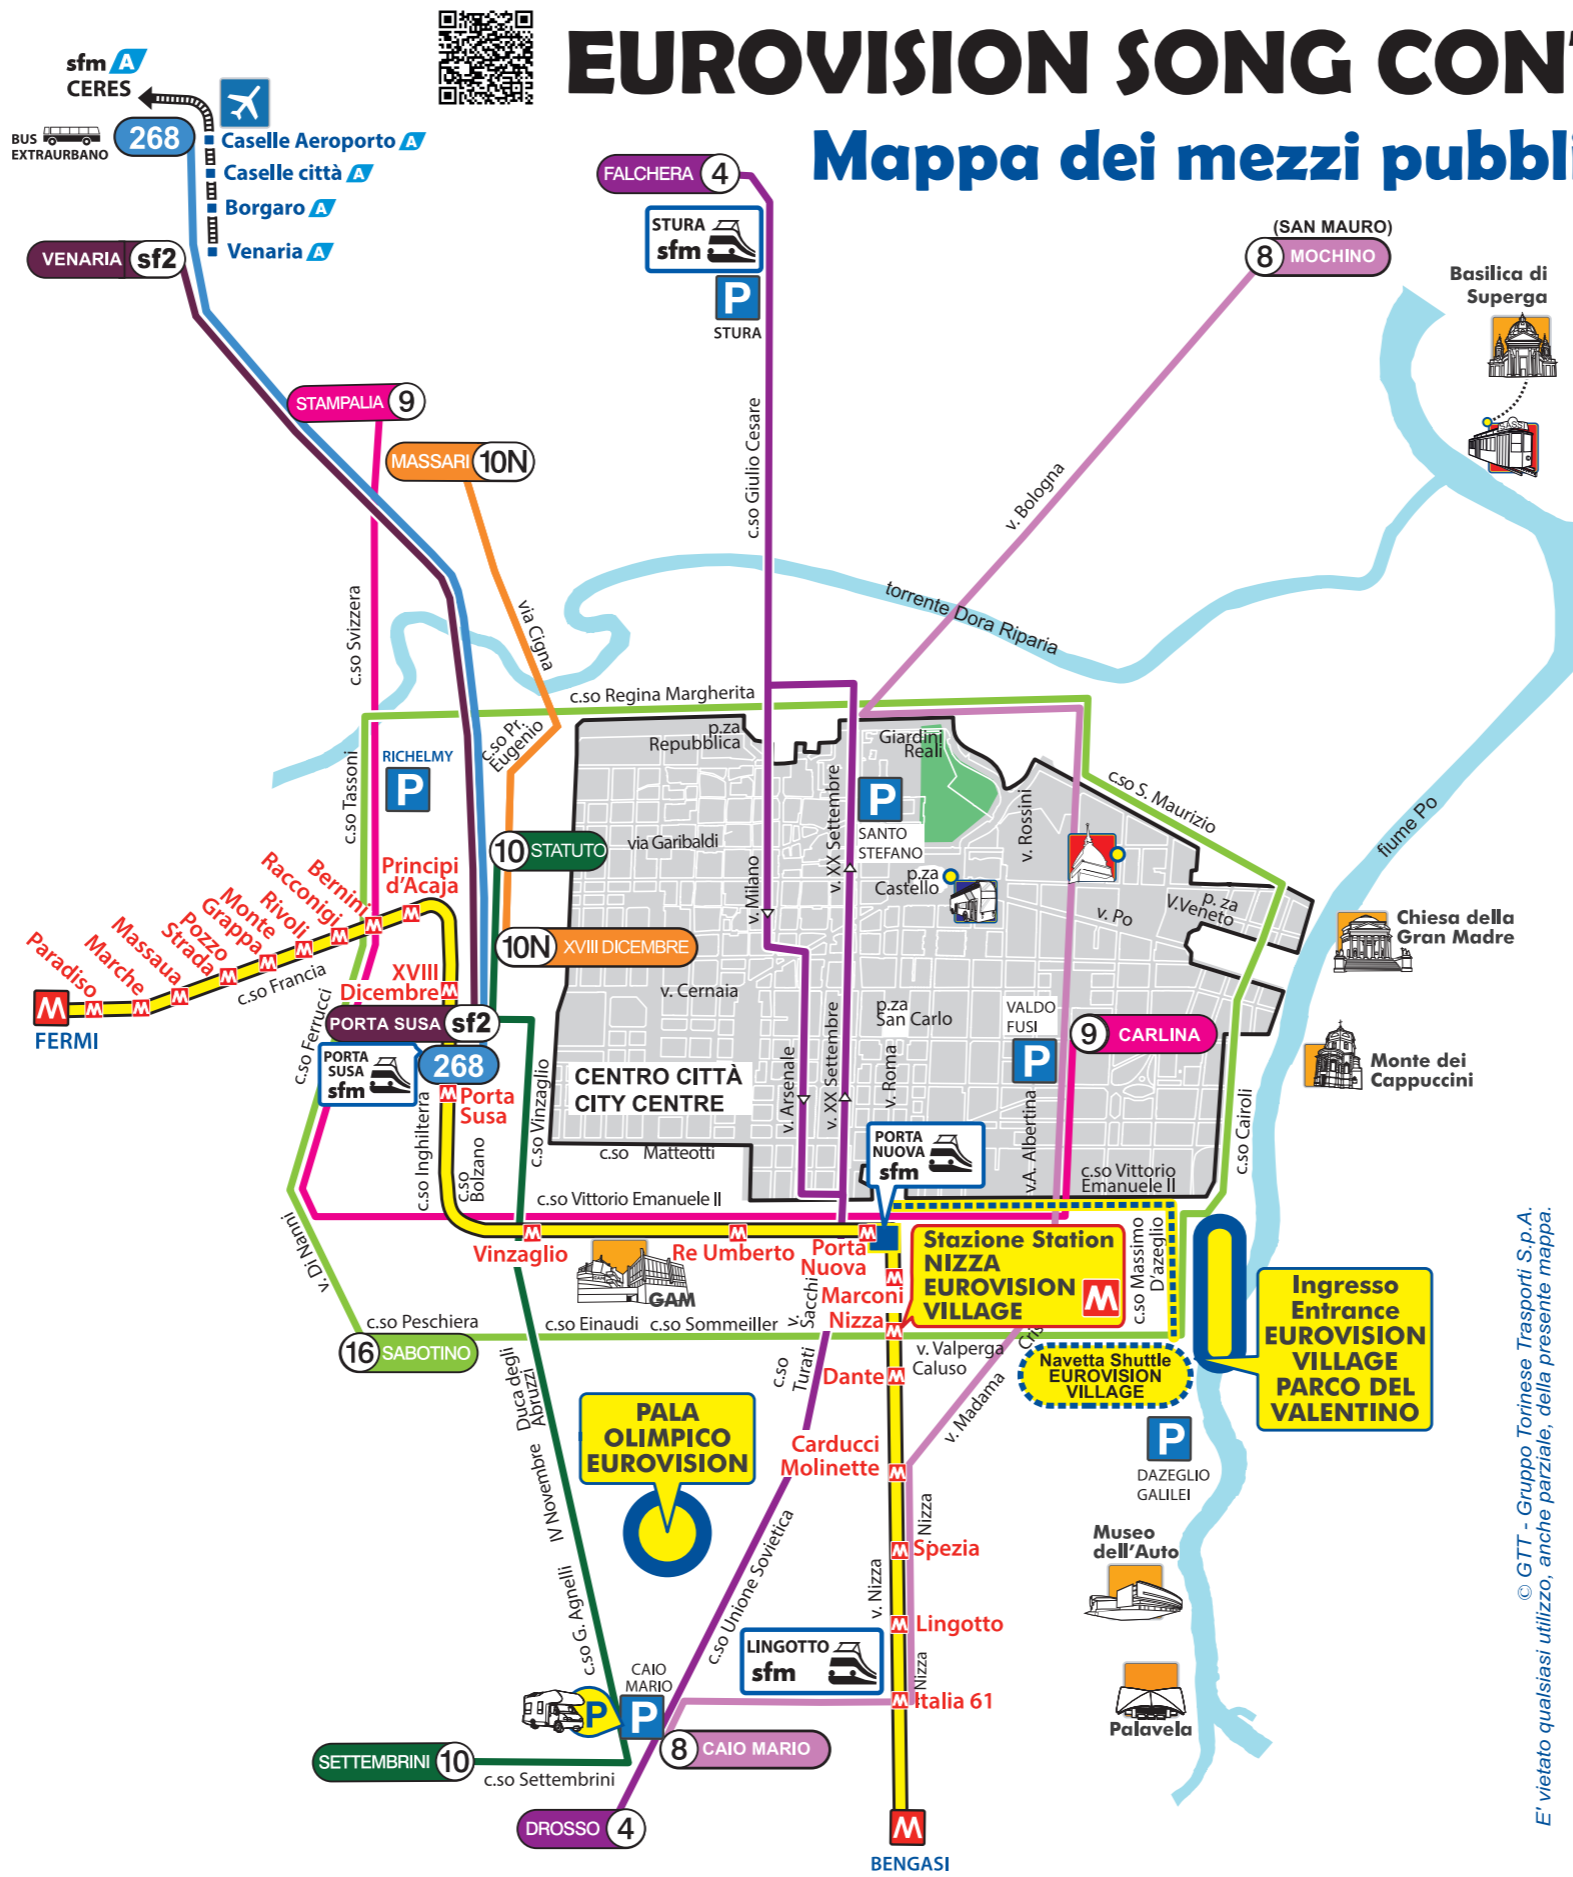 EUROVISION SONG CON
Mappa dei mezzi pubbli
sfm A
CERES
BUS
EXTRAURBANO
268
Caselle Aeroporto A
Caselle città A
Borgaro A
Venaria A
VENARIA sf2
FALCHERA 4
STURA
sfm
P
STURA
(SAN MAURO)
8 MOCHINO
Basilica di
Superga
SASSI
STAMPALIA 9
MASSARI 10N
c.so Giulio Cesare
v. Bologna
torrente Dora Riparia
c.so Svizzera
via Cigna
c.so Regina Margherita
c.so Pr.
Eugenio
p.za
Repubblica
Giardini
Reali
RICHELMY
P
c.so Tassoni
c.so S. Maurizio
fiume Po
v. XX Settembre
P
SANTO
STEFANO
v. Rossini
10 STATUTO
via Garibaldi
v. Milano
p.za
Castello
v. Po
p. za
V.Veneto
Chiesa della
Gran Madre
Principi
d'Acaja
Bernini
Racconigi
Rivoli
Monte
Grappa
Pozzo
Strada
Massaua
Marche
Paradiso
M
FERMI
c.so Francia
10N XVIII DICEMBRE
XVIII
Dicembre
v. Cernaia
p.za
San Carlo
VALDO
FUSI
P
9 CARLINA
c.so Ferrucci
PORTA SUSA sf2
PORTA
SUSA
sfm
268
Porta
Susa
c.so Vinzaglio
CENTRO CITTÀ
CITY CENTRE
v. Arsenale
v. XX Settembre
v. Roma
Monte dei
Cappuccini
c.so Inghilterra
c.so
Bolzano
c.so Matteotti
PORTA
NUOVA
sfm
v.A. Albertina
c.so Vittorio
Emanuele II
c.so Cairoli
c.so Vittorio Emanuele II
v. Di Nanni
Vinzaglio
Re Umberto
Porta
Nuova
GAM
Marconi
Nizza
Stazione Station
NIZZA
EUROVISION
VILLAGE
M
c.so Massimo
D'azeglio
Ingresso
Entrance
EUROVISION
VILLAGE
PARCO DEL
VALENTINO
v.
Sacchi
c.so Peschiera
c.so Einaudi
c.so Sommeiller
16 SABOTINO
v. Valperga
Caluso
Cris
Navetta Shuttle
EUROVISION
VILLAGE
Dante
c.so
Turati
Duca degli
Abruzzi
v. Madama
PALA
OLIMPICO
EUROVISION
Carducci
Molinette
P
DAZEGLIO
GALILEI
IV Novembre
. Nizza
Spezia
Museo
dell'Auto
c.so Unione Sovietica
v. Nizza
c.so G. Agnelli
Lingotto
LINGOTTO
sfm
CAIO
MARIO
P
P
Nizza
Italia 61
Palavela
8 CAIO MARIO
SETTEMBRINI 10
c.so Settembrini
DROSSO 4
M
BENGASI
© GTT - Gruppo Torinese Trasporti S.p.A.
E' vietato qualsiasi utilizzo, anche parziale, della presente mappa.